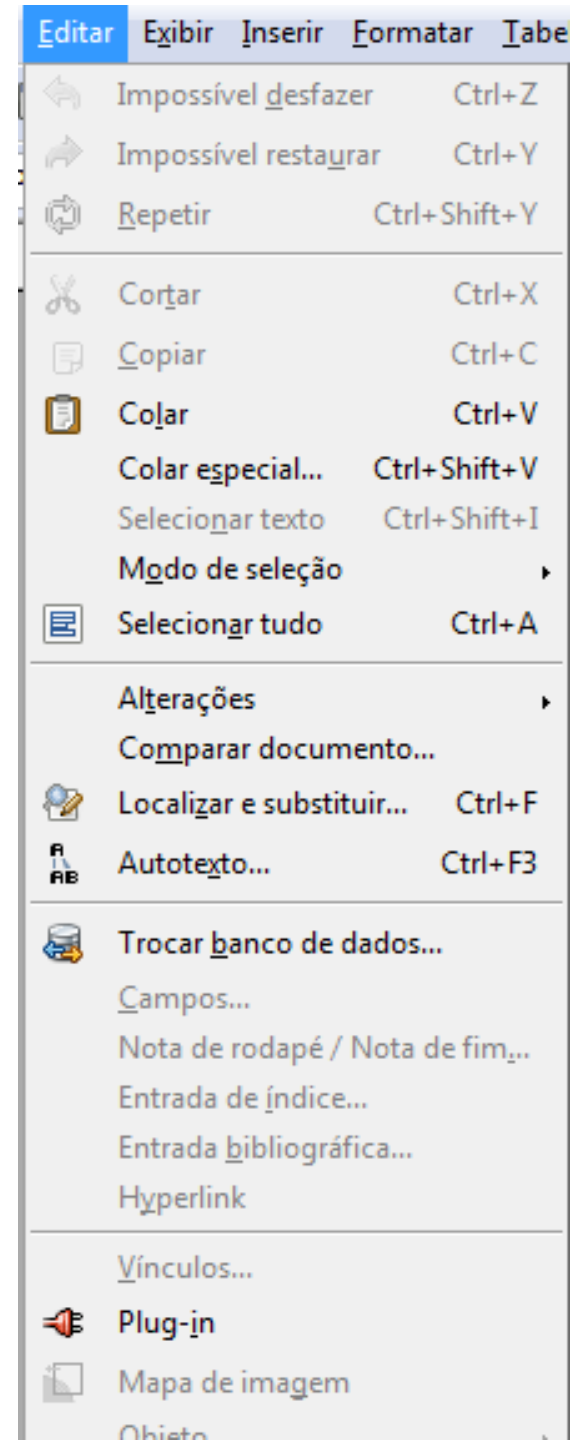 Editar Exibir Inserir Formatar Tabe
Impossível desfazer Ctrl+Z
Impossível restaurar Ctrl+Y
Repetir Ctrl+Shift+Y
Cortar Ctrl+X
Copiar Ctrl+C
Colar Ctrl+V
Colar especial... Ctrl+Shift+V
Selecionar texto Ctrl+Shift+I
Modo de seleção
Selecionar tudo Ctrl+A
Alterações
Comparar documento...
Localizar e substituir... Ctrl+F
Autotexto... Ctrl+F3
Trocar banco de dados...
Campos...
Nota de rodapé / Nota de fim...
Entrada de índice...
Entrada bibliográfica...
Hyperlink
Vínculos...
Plug-in
Mapa de imagem
Objeto